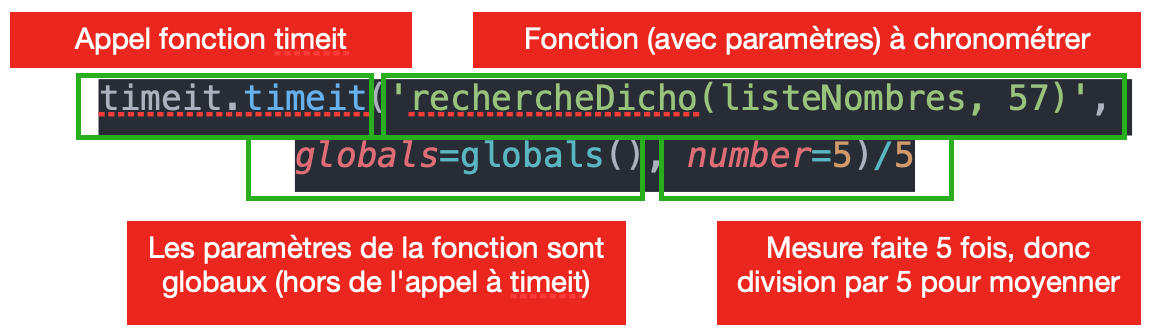 Appel fonction timeit
Fonction (avec paramètres) à chronométrer
timeit.timeit('rechercheDicho(listeNombres, 57)',
globals=globals(), number=5)/5
Les paramètres de la fonction sont
globaux (hors de l'appel à timeit)
Mesure faite 5 fois, donc
division par 5 pour moyenner